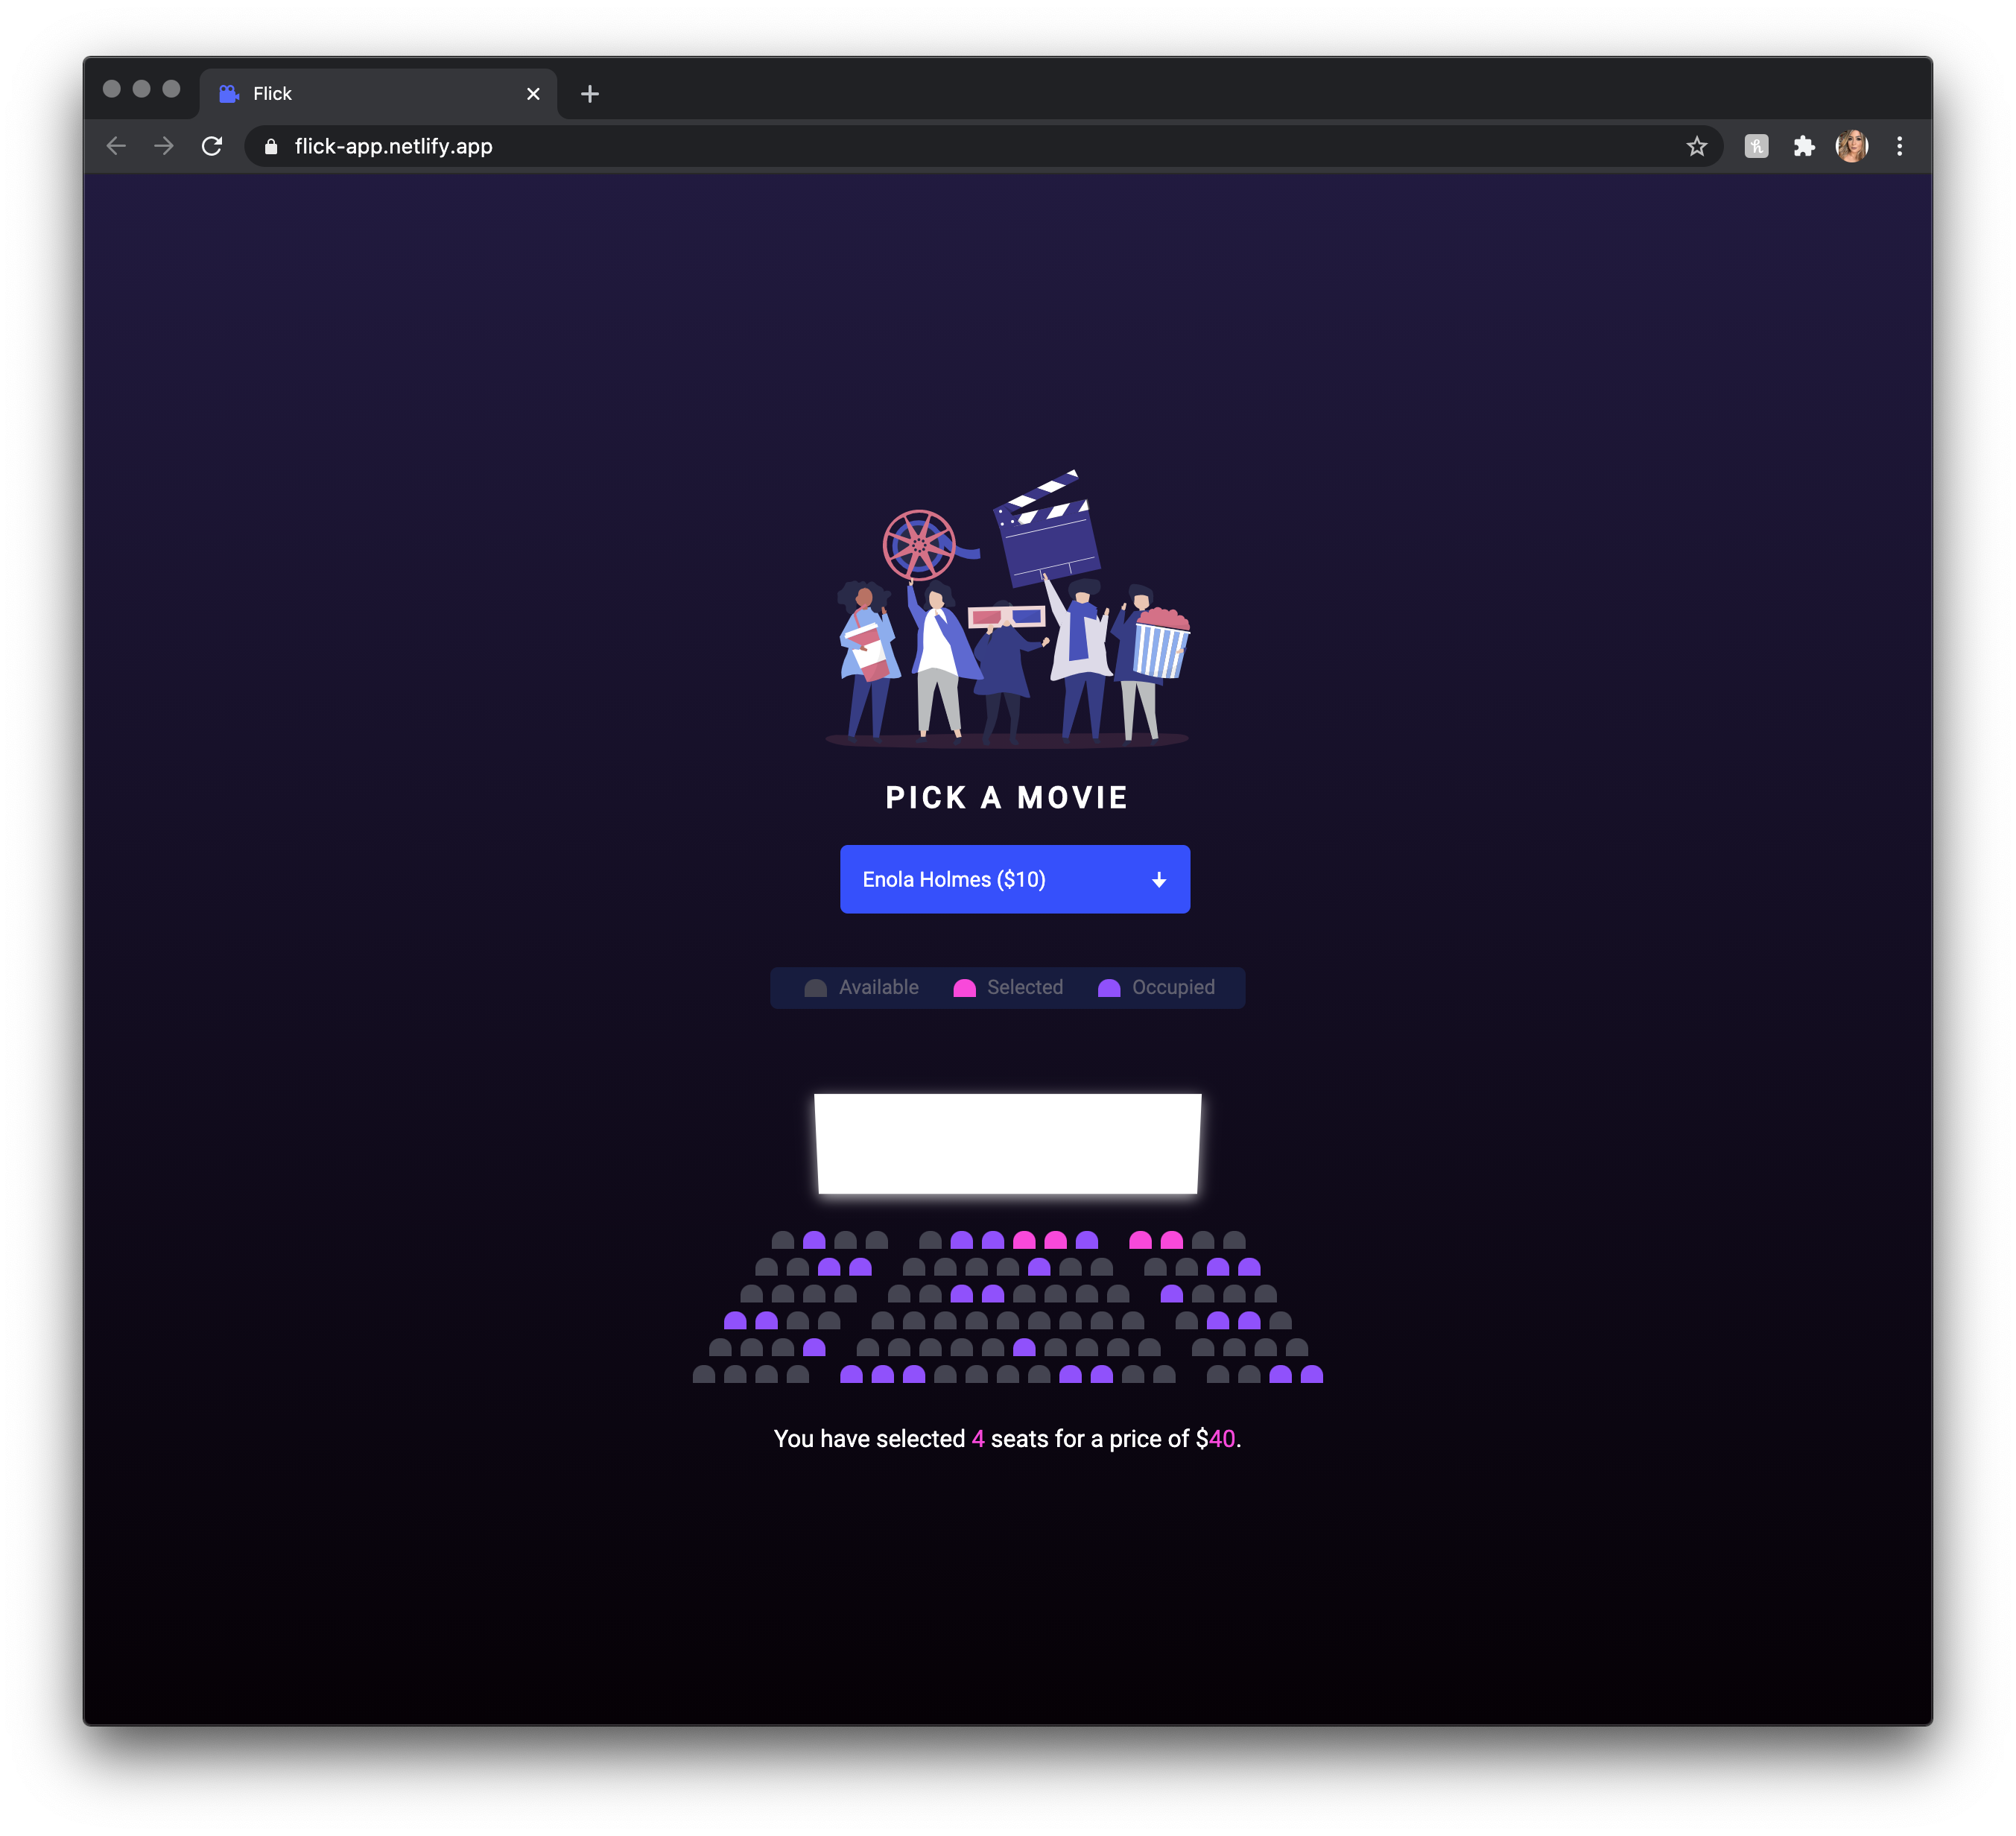 Flick
flick-app.netlify.app
PICK A MOVIE
Enola Holmes ($10)
Available Selected Occupied
You have selected 4 seats for a price of $40.